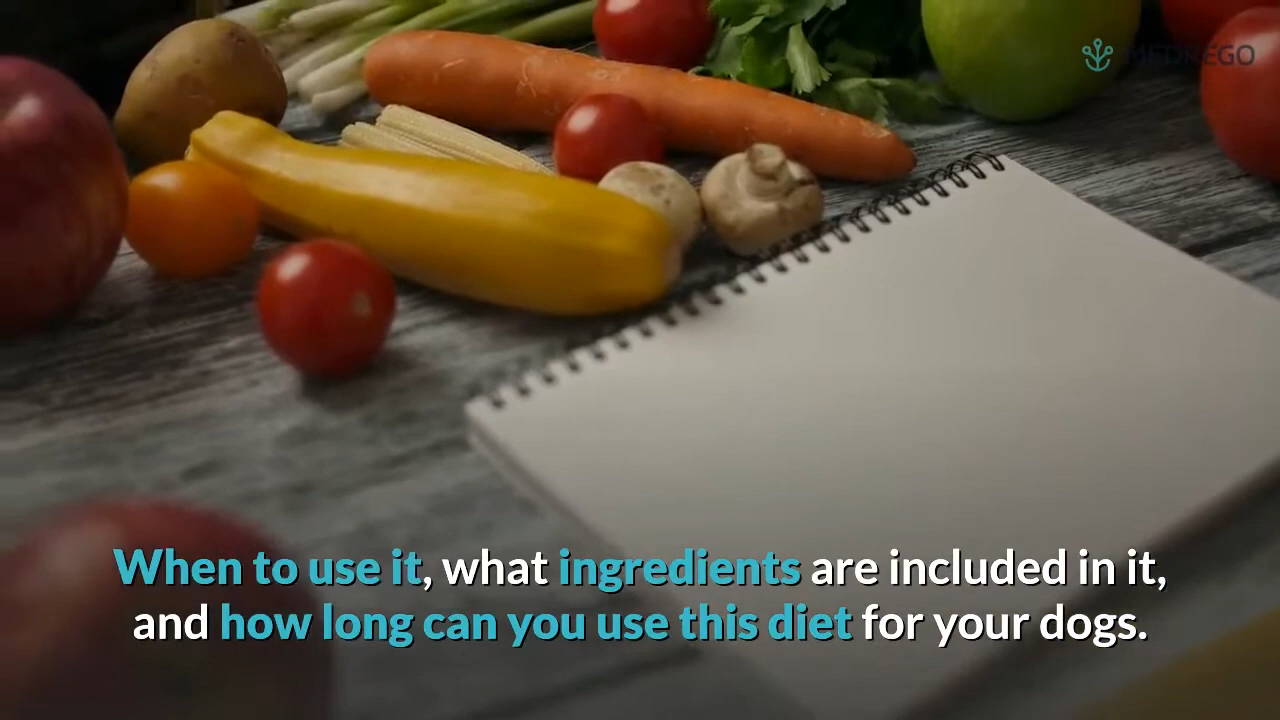 MEDREGO
When to use it, what ingredients are included in it,
and how long can you use this diet for your dogs.